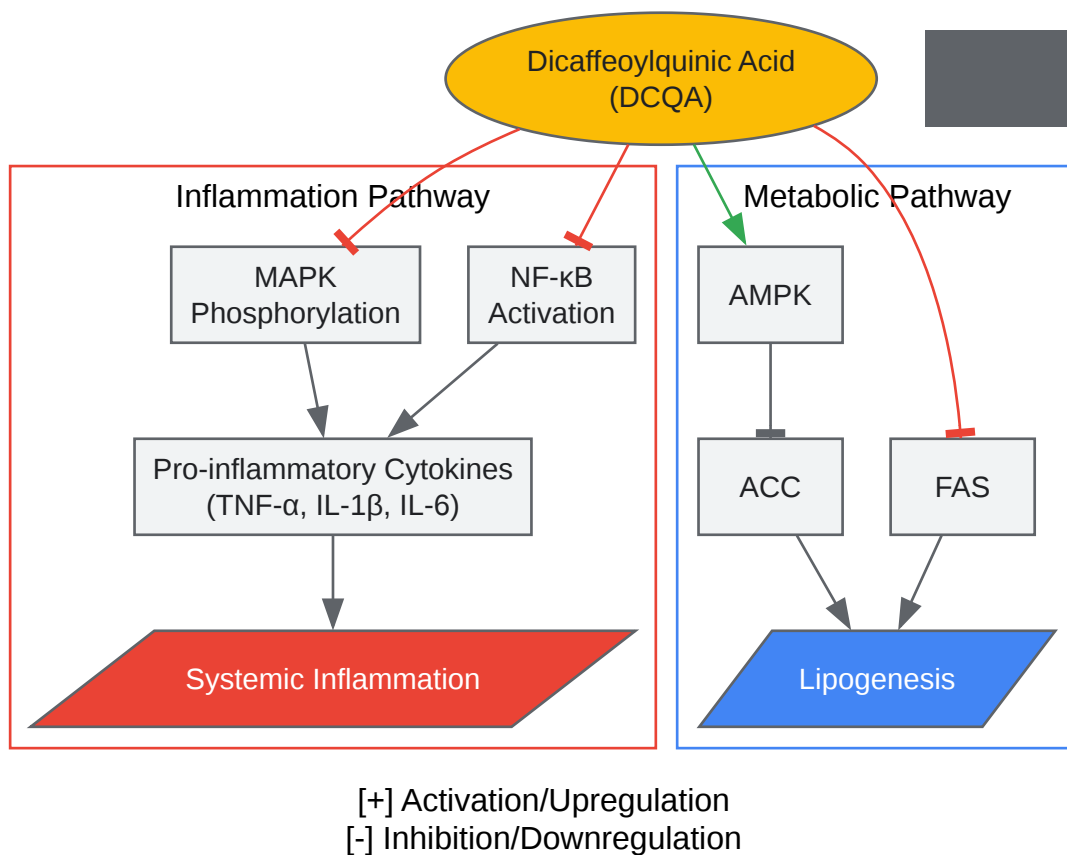 Dicaffeoylquinic Acid
(DCQA)
Inflammation Pathway
Metabolic Pathway
MAPK
Phosphorylation
NF-κB
Activation
AMPK
Pro-inflammatory Cytokines
(TNF-α, IL-1β, IL-6)
ACC
FAS
Systemic Inflammation
Lipogenesis
[+] Activation/Upregulation
[-] Inhibition/Downregulation